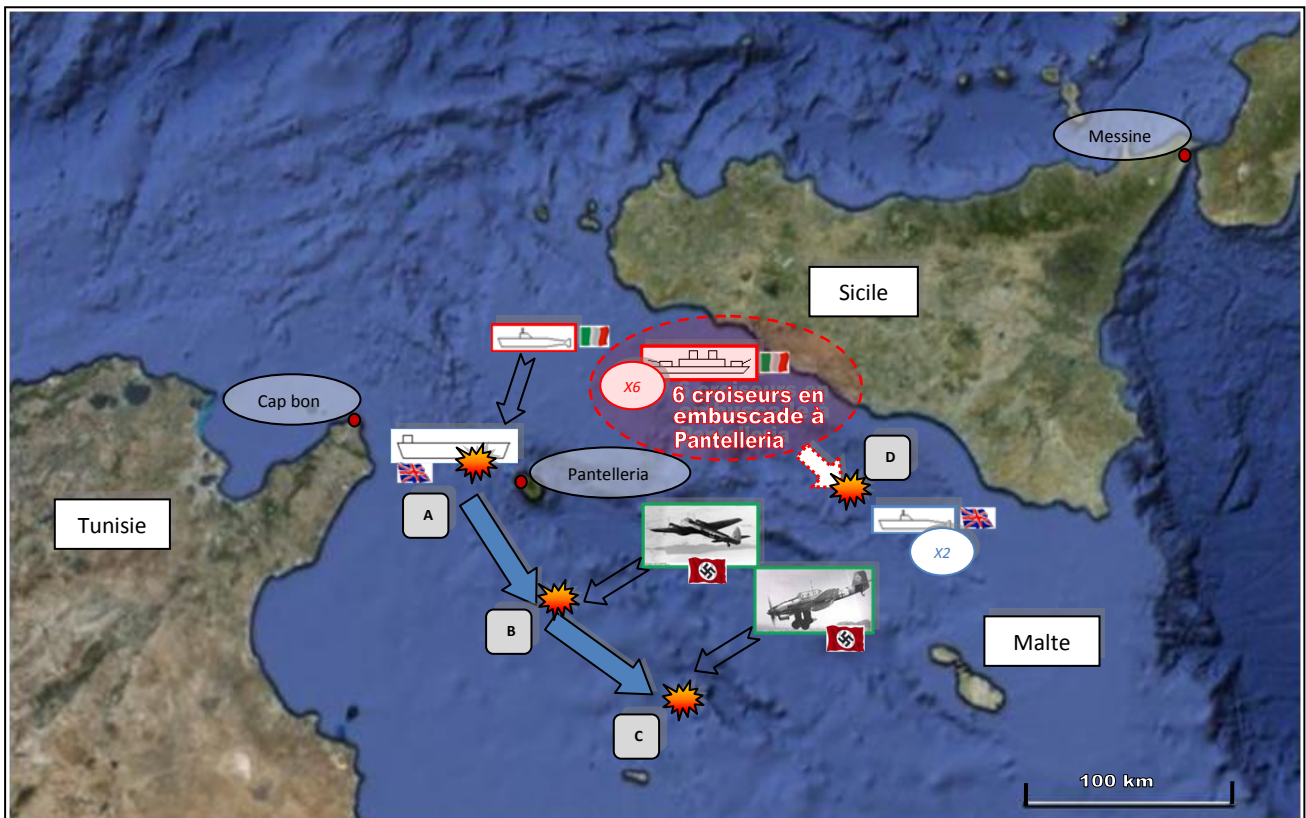 Messine
Sicile
X6
6 croiseurs en
embuscade à
Pantelleria
Cap bon
D
Pantelleria
A
Tunisie
X2
B
Malte
C
100 km